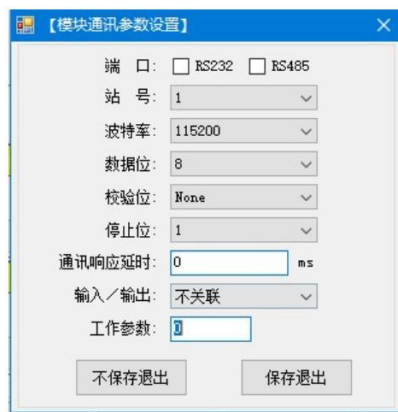 【模块通讯参数设置】
端 口: RS232 RS485
站 号: 1
波特率: 115200
数据位: 8
校验位: None
停止位: 1
通讯响应延时: 0 ms
输入／输出: 不关联
工作参数: 0
不保存退出 保存退出